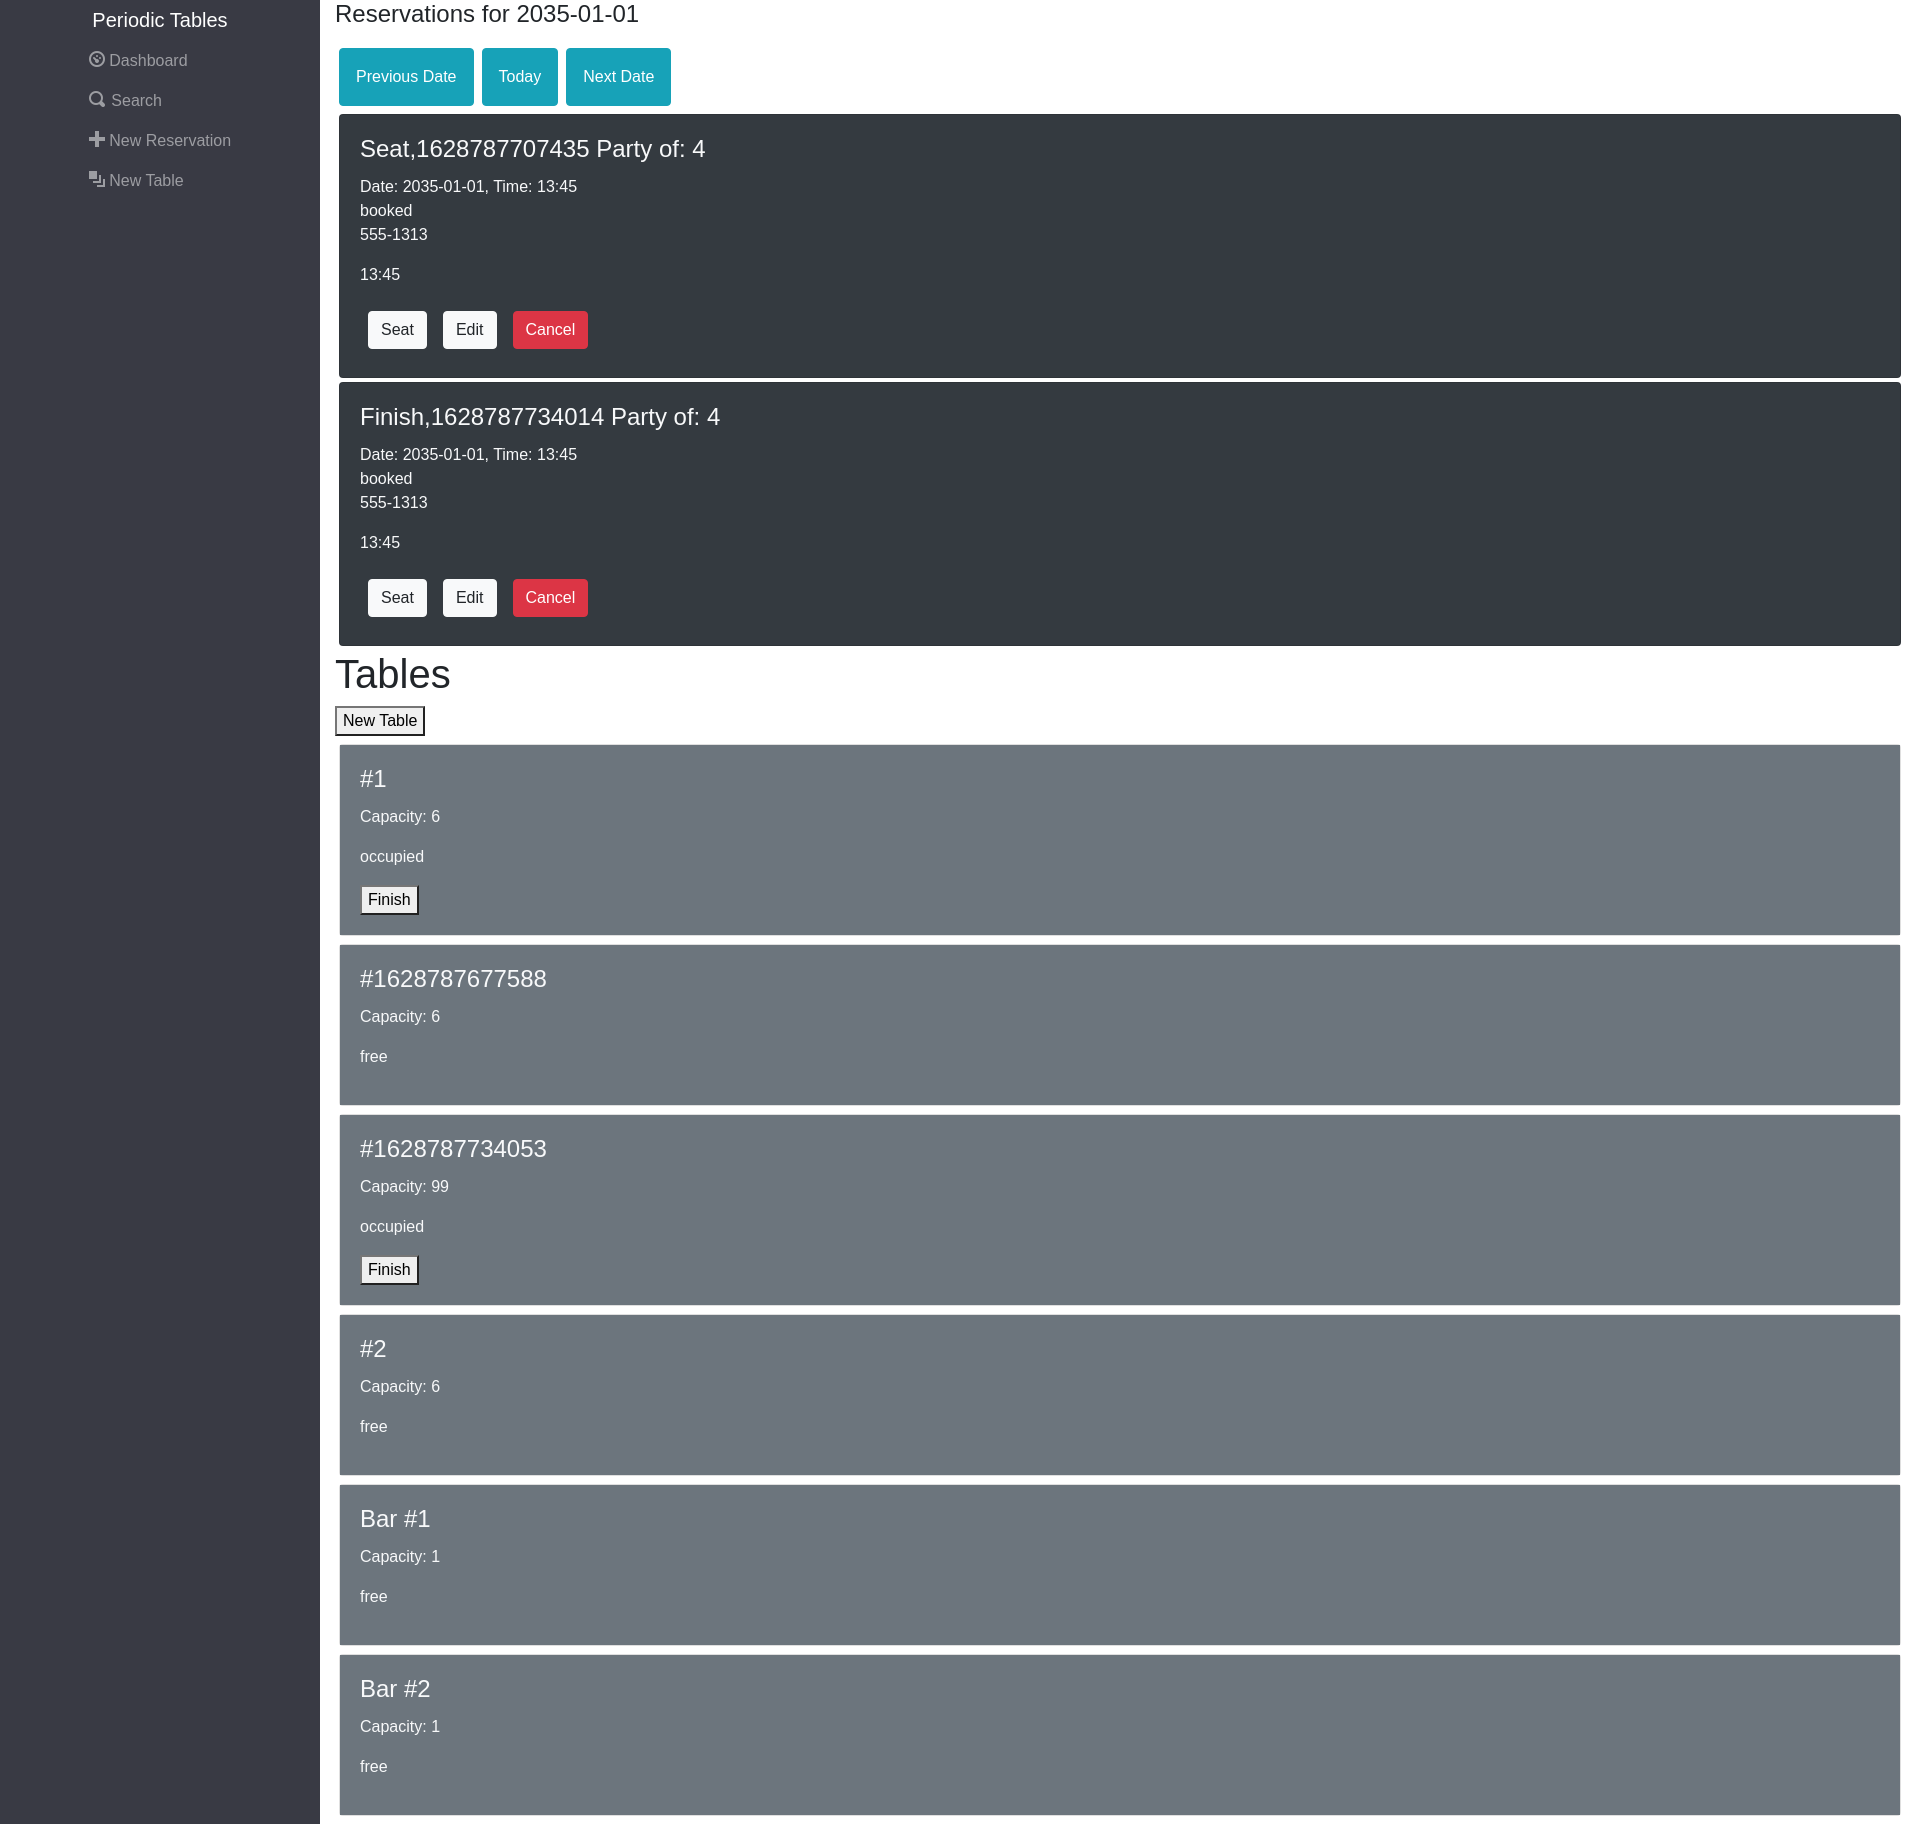 Periodic Tables
Dashboard
Search
New Reservation
New Table
Reservations for 2035-01-01
Previous Date Today Next Date
Seat,1628787707435 Party of: 4
Date: 2035-01-01, Time: 13:45
booked
555-1313
13:45
Seat Edit Cancel
Finish,1628787734014 Party of: 4
Date: 2035-01-01, Time: 13:45
booked
555-1313
13:45
Seat Edit Cancel
Tables
New Table
#1
Capacity: 6
occupied
Finish
#1628787677588
Capacity: 6
free
#1628787734053
Capacity: 99
occupied
Finish
#2
Capacity: 6
free
Bar #1
Capacity: 1
free
Bar #2
Capacity: 1
free